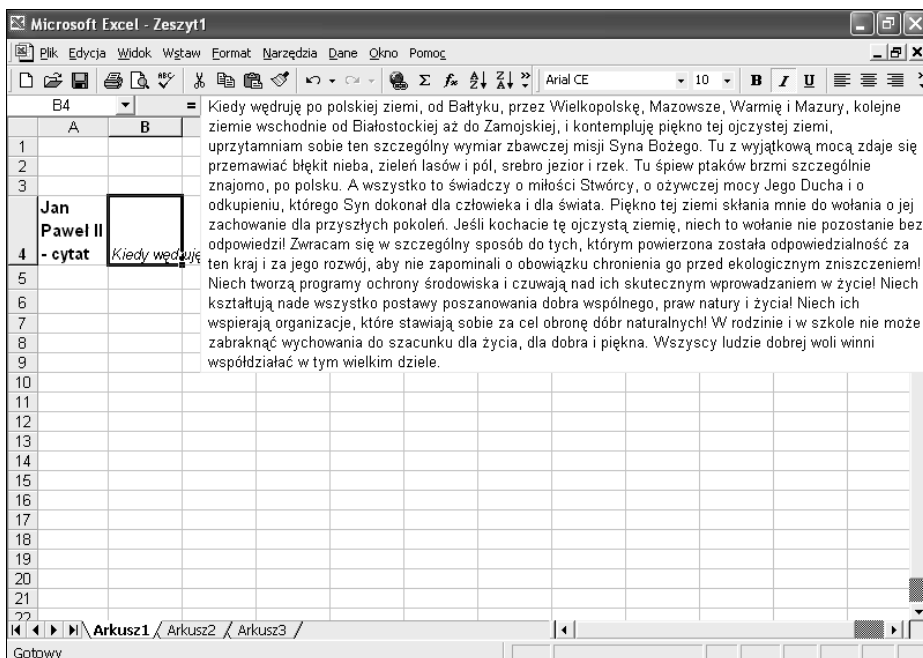 Microsoft Excel - Zeszyt1
Plik Edycja Widok Wstaw Format Narzędzia Dane Okno Pomoc
Arial CE 10 B I U
B4 = Kiedy wędruję po polskiej ziemi, od Bałtyku, przez Wielkopolskę, Mazowsze, Warmię i Mazury, kolejne
ziemie wschodnie od Białostockiej aż do Zamojskiej, i kontempluję piękno tej ojczystej ziemi,
uprzytamniam sobie ten szczególny wymiar zbawczej misji Syna Bożego. Tu z wyjątkową mocą zdaje się
przemawiać błękit nieba, zieleń lasów i pól, srebro jezior i rzek. Tu śpiew ptaków brzmi szczególnie
znajomo, po polsku. A wszystko to świadczy o miłości Stwórcy, o ożywczej mocy Jego Ducha i o
odkupieniu, którego Syn dokonał dla człowieka i dla świata. Piękno tej ziemi skłania mnie do wołania o jej
zachowanie dla przyszłych pokoleń. Jeśli kochacie tę ojczystą ziemię, niech to wołanie nie pozostanie bez
odpowiedzi! Zwracam się w szczególny sposób do tych, którym powierzona została odpowiedzialność za
ten kraj i za jego rozwój, aby nie zapominali o obowiązku chronienia go przed ekologicznym zniszczeniem!
Niech tworzą programy ochrony środowiska i czuwają nad ich skutecznym wprowadzaniem w życie! Niech
kształtują nade wszystko postawy poszanowania dobra wspólnego, praw natury i życia! Niech ich
wspierają organizacje, które stawiają sobie za cel obronę dóbr naturalnych! W rodzinie i w szkole nie może
zabraknąć wychowania do szacunku dla życia, dla dobra i piękna. Wszyscy ludzie dobrej woli winni
współdziałać w tym wielkim dziele.
A B
1
2
3
Jan
Paweł II
4 - cytat Kiedy wędruję
5
6
7
8
9
10
11
12
13
14
15
16
17
18
19
20
21
22
Arkusz1 Arkusz2 Arkusz3
Gotowy